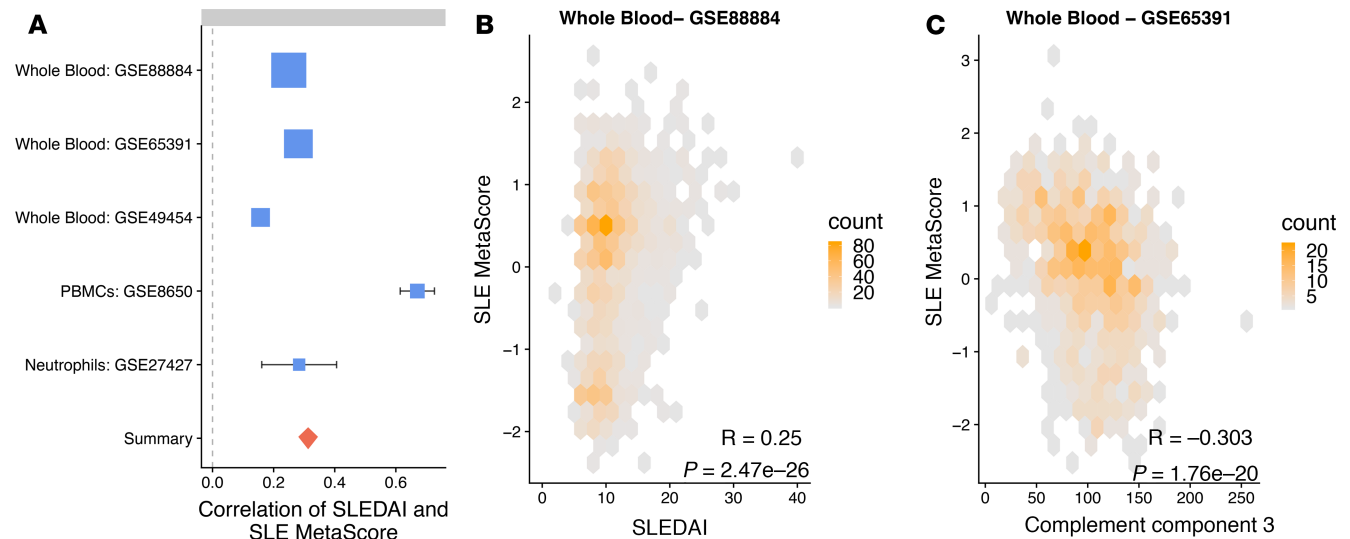 A
Whole Blood: GSE88884
Whole Blood: GSE65391
Whole Blood: GSE49454
PBMCs: GSE8650
Neutrophils: GSE27427
Summary
0.0 0.2 0.4 0.6
Correlation of SLEDAI and
SLE MetaScore
B
Whole Blood– GSE88884
SLE MetaScore
2
1
0
−1
−2
R = 0.25
P = 2.47e–26
0 10 20 30 40
SLEDAI
count
80
60
40
20
C
Whole Blood – GSE65391
SLE MetaScore
3
2
1
0
−1
−2
R = –0.303
P = 1.76e–20
0 50 100 150 200 250
Complement component 3
count
20
15
10
5